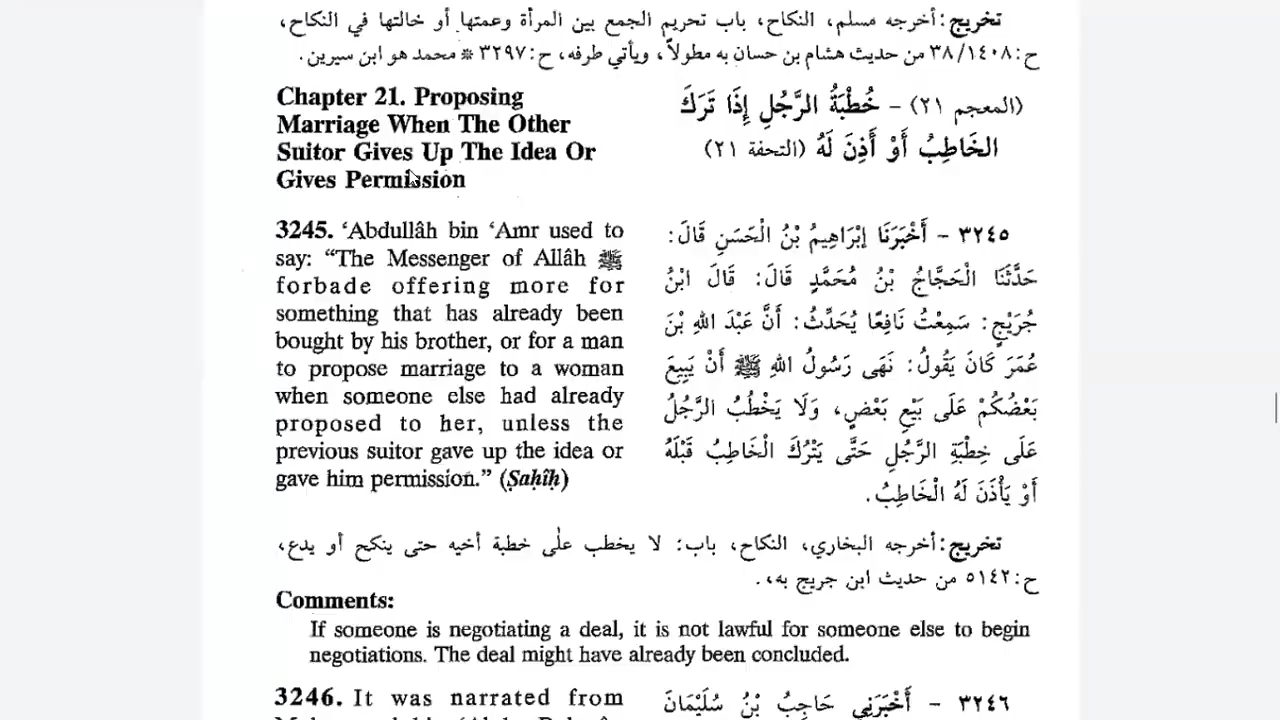 تخريج: أخرجه مسلم، النكاح، باب تحريم الجمع بين المرأة وعمتها أو خالتها في النكاح،
ح: ٣٨/١٤٠٨ من حديث هشام بن حسان به مطولاً، ويأتي طرفه، ح: ٣٢٩٧ * محمد هو ابن سيرين.
Chapter 21. Proposing
Marriage When The Other
Suitor Gives Up The Idea Or
Gives Permission
(المعجم ٢١) - خُطْبَةُ الرَّجُلِ إِذَا تَرَكَ
الخَاطِبُ أَوْ أَذِنَ لَهُ (التحفة ٢١)
3245. ‘Abdullâh bin ‘Amr used to
say: “The Messenger of Allâh ﷺ
forbade offering more for
something that has already been
bought by his brother, or for a man
to propose marriage to a woman
when someone else had already
proposed to her, unless the
previous suitor gave up the idea or
gave him permission.” (Ṣaḥîḥ)
٣٢٤٥ - أَخْبَرَنَا إِبْرَاهِيمُ بْنُ الْحَسَنِ قَالَ:
حَدَّثَنَا الْحَجَّاجُ بْنُ مُحَمَّدٍ قَالَ: قَالَ ابْنُ
جُرَيْجٍ: سَمِعْتُ نَافِعًا يُحَدِّثُ: أَنَّ عَبْدَ اللهِ بْنَ
عُمَرَ كَانَ يَقُولُ: نَهَى رَسُولُ اللهِ ﷺ أَنْ يَبِيعَ
بَعْضُكُمْ عَلَى بَيْعِ بَعْضٍ، وَلَا يَخْطُبُ الرَّجُلُ
عَلَى خِطْبَةِ الرَّجُلِ حَتَّى يَتْرُكَ الْخَاطِبُ قَبْلَهُ
أَوْ يَأْذَنَ لَهُ الْخَاطِبُ.
تخريج: أخرجه البخاري، النكاح، باب: لا يخطب على خطبة أخيه حتى ينكح أو يدع،
ح: ٥١٤٢ من حديث ابن جريج به،.
Comments:
If someone is negotiating a deal, it is not lawful for someone else to begin
negotiations. The deal might have already been concluded.
3246. It was narrated from
٣٢٤٦ - أَخْبَرَنِي حَاجِبُ بْنُ سُلَيْمَانَ